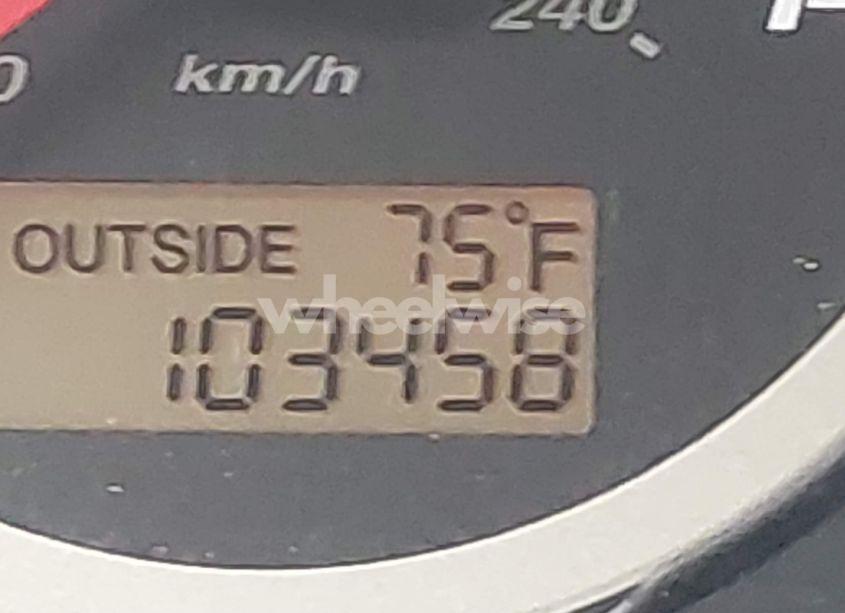 240
km/h
OUTSIDE 75°F
103458
wheelwise